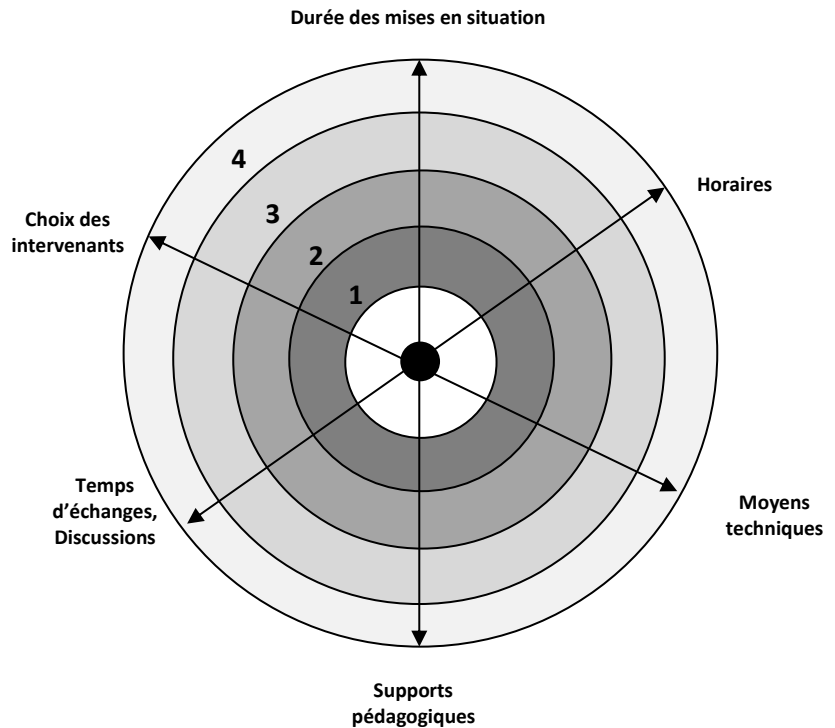 Durée des mises en situation
Horaires
Choix des
intervenants
4
3
2
1
Temps
d’échanges,
Discussions
Moyens
techniques
Supports
pédagogiques